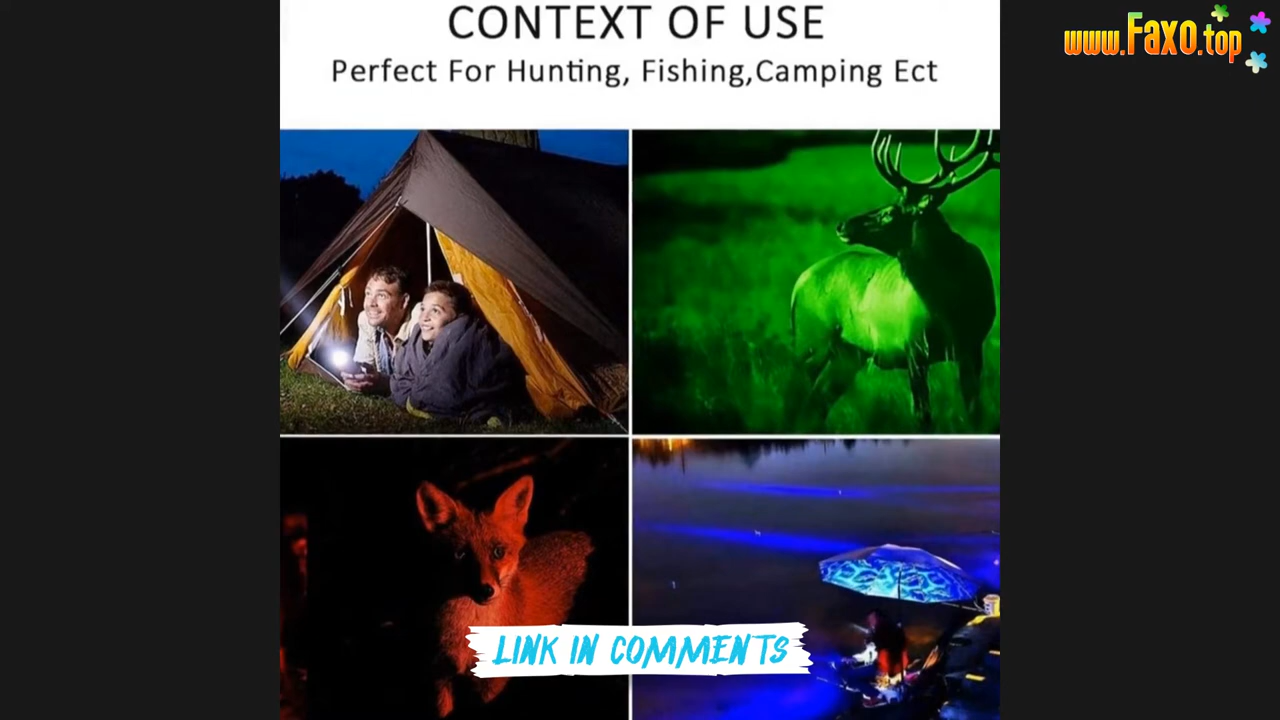 CONTEXT OF USE
www.Faxo.top
Perfect For Hunting, Fishing,Camping Ect
LINK IN COMMENTS